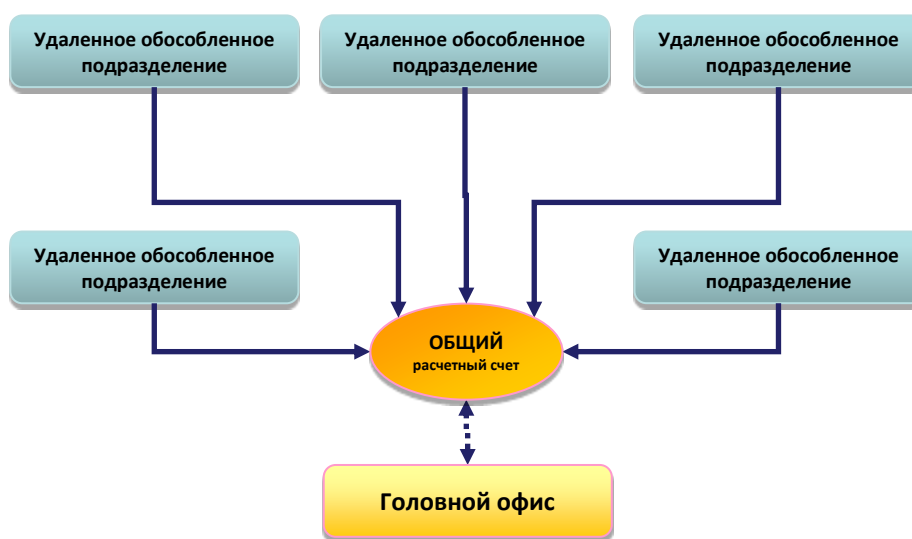 Удаленное обособленное
подразделение
Удаленное обособленное
подразделение
Удаленное обособленное
подразделение
Удаленное обособленное
подразделение
Удаленное обособленное
подразделение
ОБЩИЙ
расчетный счет
Головной офис